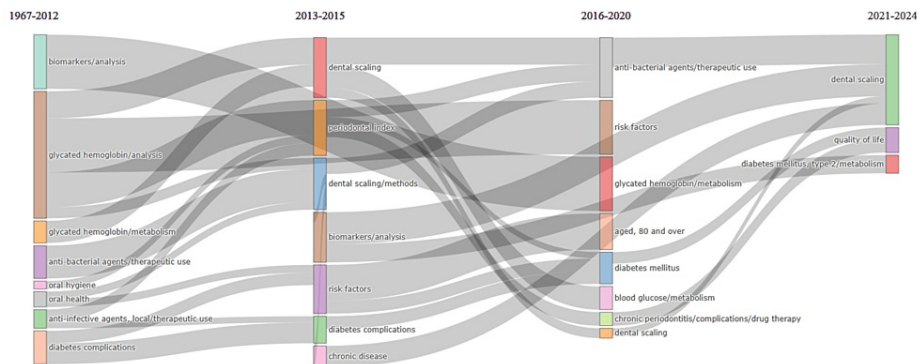 1967-2012
2013-2015
2016-2020
2021-2024
biomarkers/analysis
glycated hemoglobin/analysis
glycated hemoglobin/metabolism
anti-bacterial agents/therapeutic use
oral hygiene
oral health
anti-infective agents, local/therapeutic use
diabetes complications
dental scaling
periodontal index
dental scaling/methods
biomarkers/analysis
risk factors
diabetes complications
chronic disease
anti-bacterial agents/therapeutic use
risk factors
glycated hemoglobin/metabolism
aged, 80 and over
diabetes mellitus
blood glucose/metabolism
chronic periodontitis/complications/drug therapy
dental scaling
dental scaling
quality of life
diabetes mellitus, type 2/metabolism